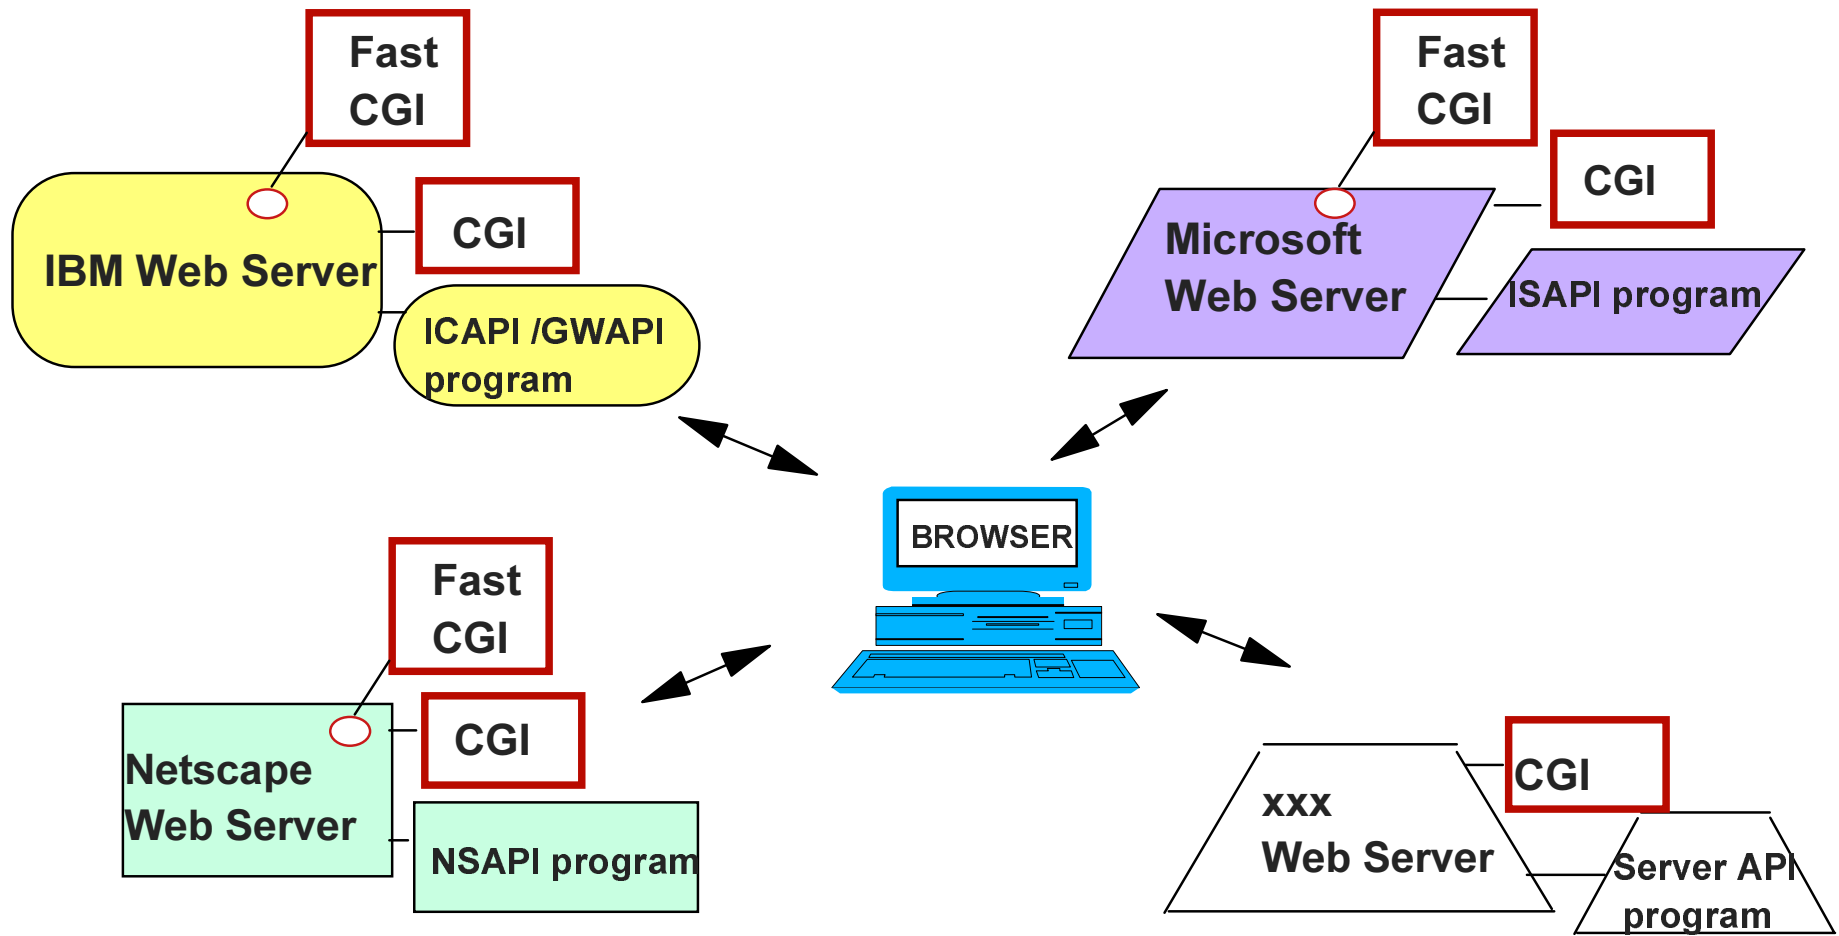 Fast
CGI
CGI
IBM Web Server
ICAPI /GWAPI
program
Fast
CGI
CGI
Microsoft
Web Server
ISAPI program
BROWSER
Fast
CGI
CGI
Netscape
Web Server
NSAPI program
CGI
xxx
Web Server
Server API
program